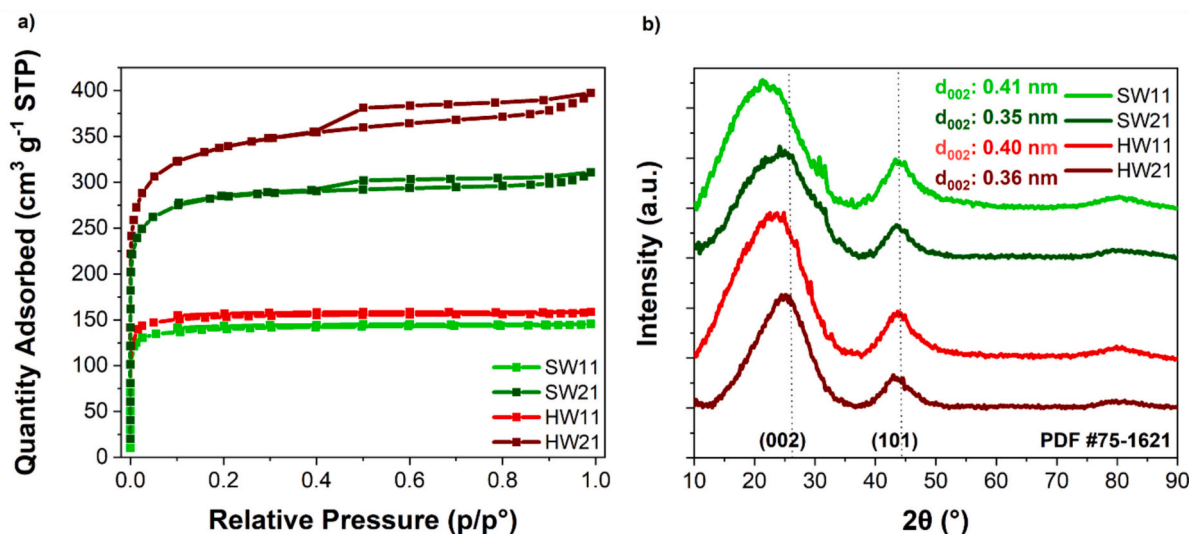 a)
Quantity Adsorbed (cm³ g⁻¹ STP)
400
350
300
250
200
150
100
50
0
0.0 0.2 0.4 0.6 0.8 1.0
Relative Pressure (p/p°)
SW11
SW21
HW11
HW21
b)
Intensity (a.u.)
d₀₀₂: 0.41 nm SW11
d₀₀₂: 0.35 nm SW21
d₀₀₂: 0.40 nm HW11
d₀₀₂: 0.36 nm HW21
(002) (101) PDF #75-1621
10 20 30 40 50 60 70 80 90
2θ (°)